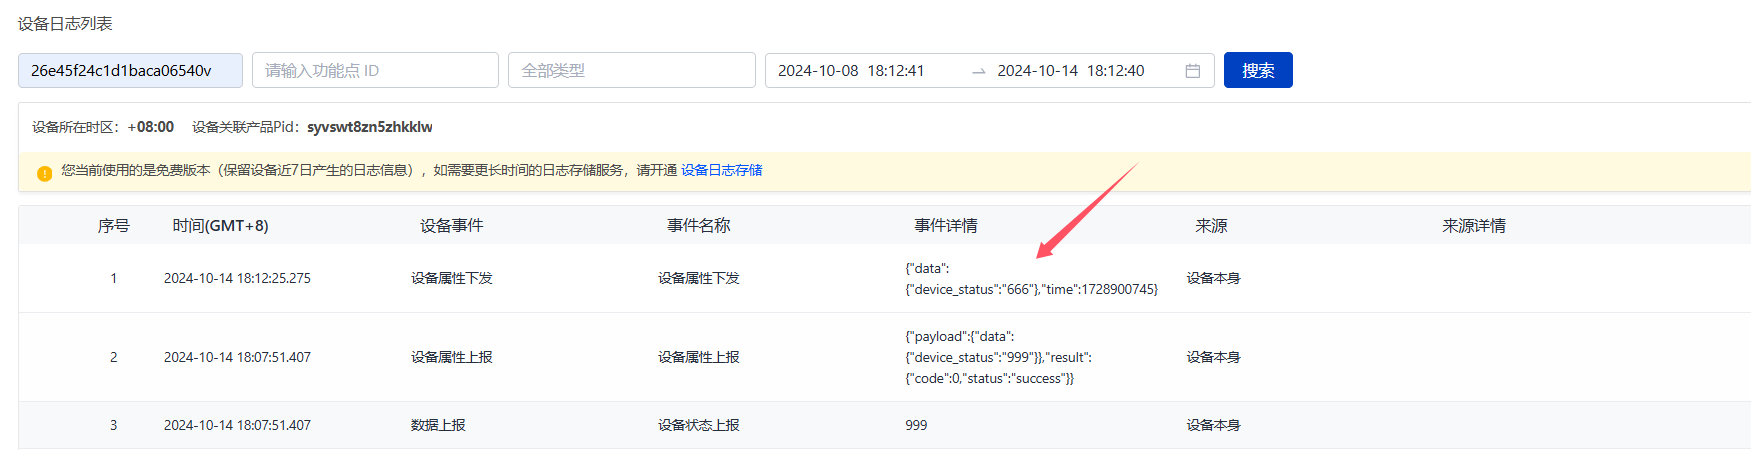 设备日志列表
26e45f24c1d1baca06540v 请输入功能点 ID 全部类型 2024-10-08 18:12:41 → 2024-10-14 18:12:40 搜索
设备所在时区：+08:00 设备关联产品Pid：syvswt8zn5zhkklw
您当前使用的是免费版本（保留设备近7日产生的日志信息），如需要更长时间的日志存储服务，请开通 设备日志存储
序号 时间(GMT+8) 设备事件 事件名称 事件详情 来源 来源详情
1 2024-10-14 18:12:25.275 设备属性下发 设备属性下发 {"data":
{"device_status":"666"},"time":1728900745} 设备本身
2 2024-10-14 18:07:51.407 设备属性上报 设备属性上报 {"payload":{"data":
{"device_status":"999"}},"result":
{"code":0,"status":"success"}} 设备本身
3 2024-10-14 18:07:51.407 数据上报 设备状态上报 999 设备本身